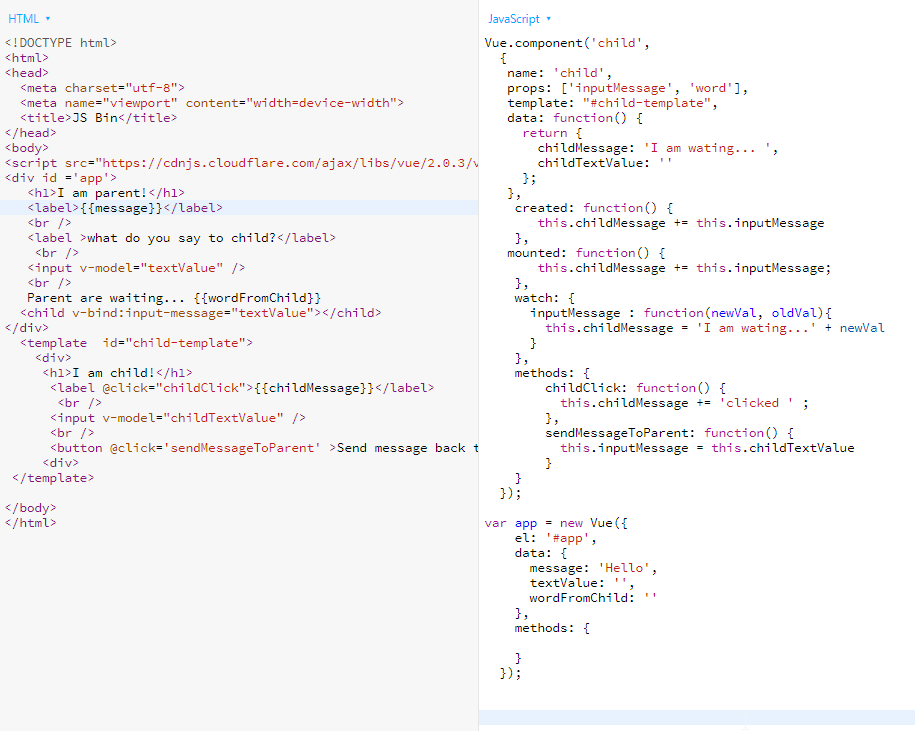 HTML
<!DOCTYPE html>
<html>
<head>
  <meta charset="utf-8">
  <meta name="viewport" content="width=device-width">
  <title>JS Bin</title>
</head>
<body>
<script src="https://cdnjs.cloudflare.com/ajax/libs/vue/2.0.3/v
<div id ='app'>
   <h1>I am parent!</h1>
   <label>{{message}}</label>
   <br />
   <label >what do you say to child?</label>
    <br />
   <input v-model="textValue" />
   <br />
   Parent are waiting... {{wordFromChild}}
  <child v-bind:input-message="textValue"></child>
</div>
  <template  id="child-template">
    <div>
     <h1>I am child!</h1>
      <label @click="childClick">{{childMessage}}</label>
       <br />
      <input v-model="childTextValue" />
      <br />
      <button @click='sendMessageToParent' >Send message back t
     <div>
 </template>

</body>
</html>
JavaScript
Vue.component('child',
  {
   name: 'child',
   props: ['inputMessage', 'word'],
   template: "#child-template",
   data: function() {
     return {
       childMessage: 'I am wating... ',
       childTextValue: ''
     };
   },
    created: function() {
       this.childMessage += this.inputMessage
    },
   mounted: function() {
       this.childMessage += this.inputMessage;
    },
    watch: {
      inputMessage : function(newVal, oldVal){
        this.childMessage = 'I am wating...' + newVal
      }
    },
    methods: {
        childClick: function() {
          this.childMessage += 'clicked ' ;
        },
        sendMessageToParent: function() {
          this.inputMessage = this.childTextValue
        }
    }
  });

var app = new Vue({
    el: '#app',
    data: {
      message: 'Hello',
      textValue: '',
      wordFromChild: ''
    },
    methods: {

    }
  });